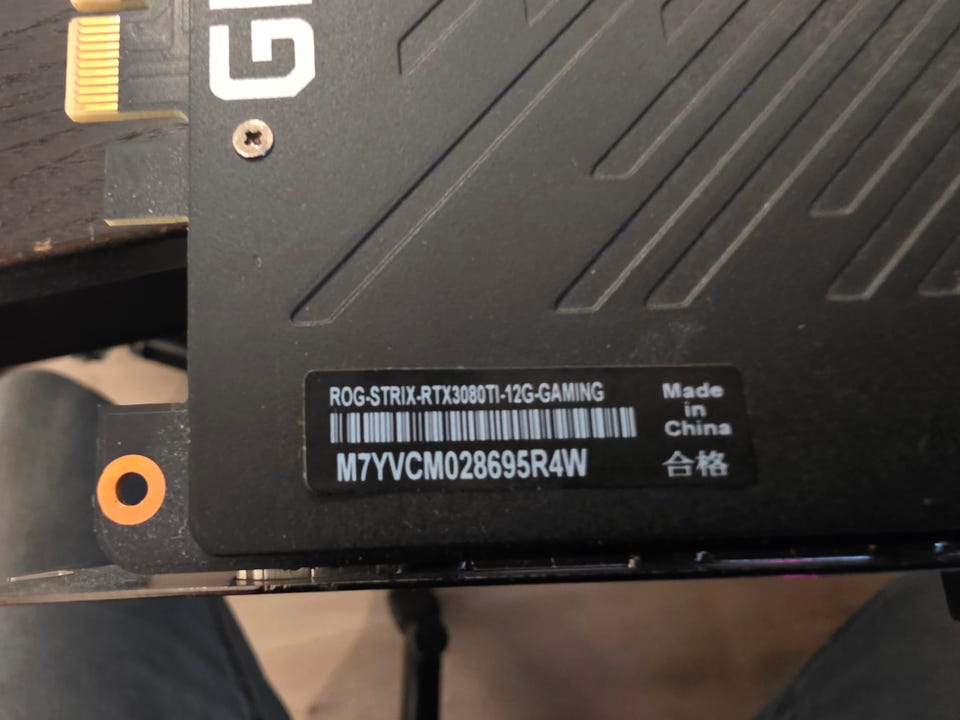 ROG-STRIX-RTX3080TI-12G-GAMING
M7YVCM028695R4W
Made
in
China
合格